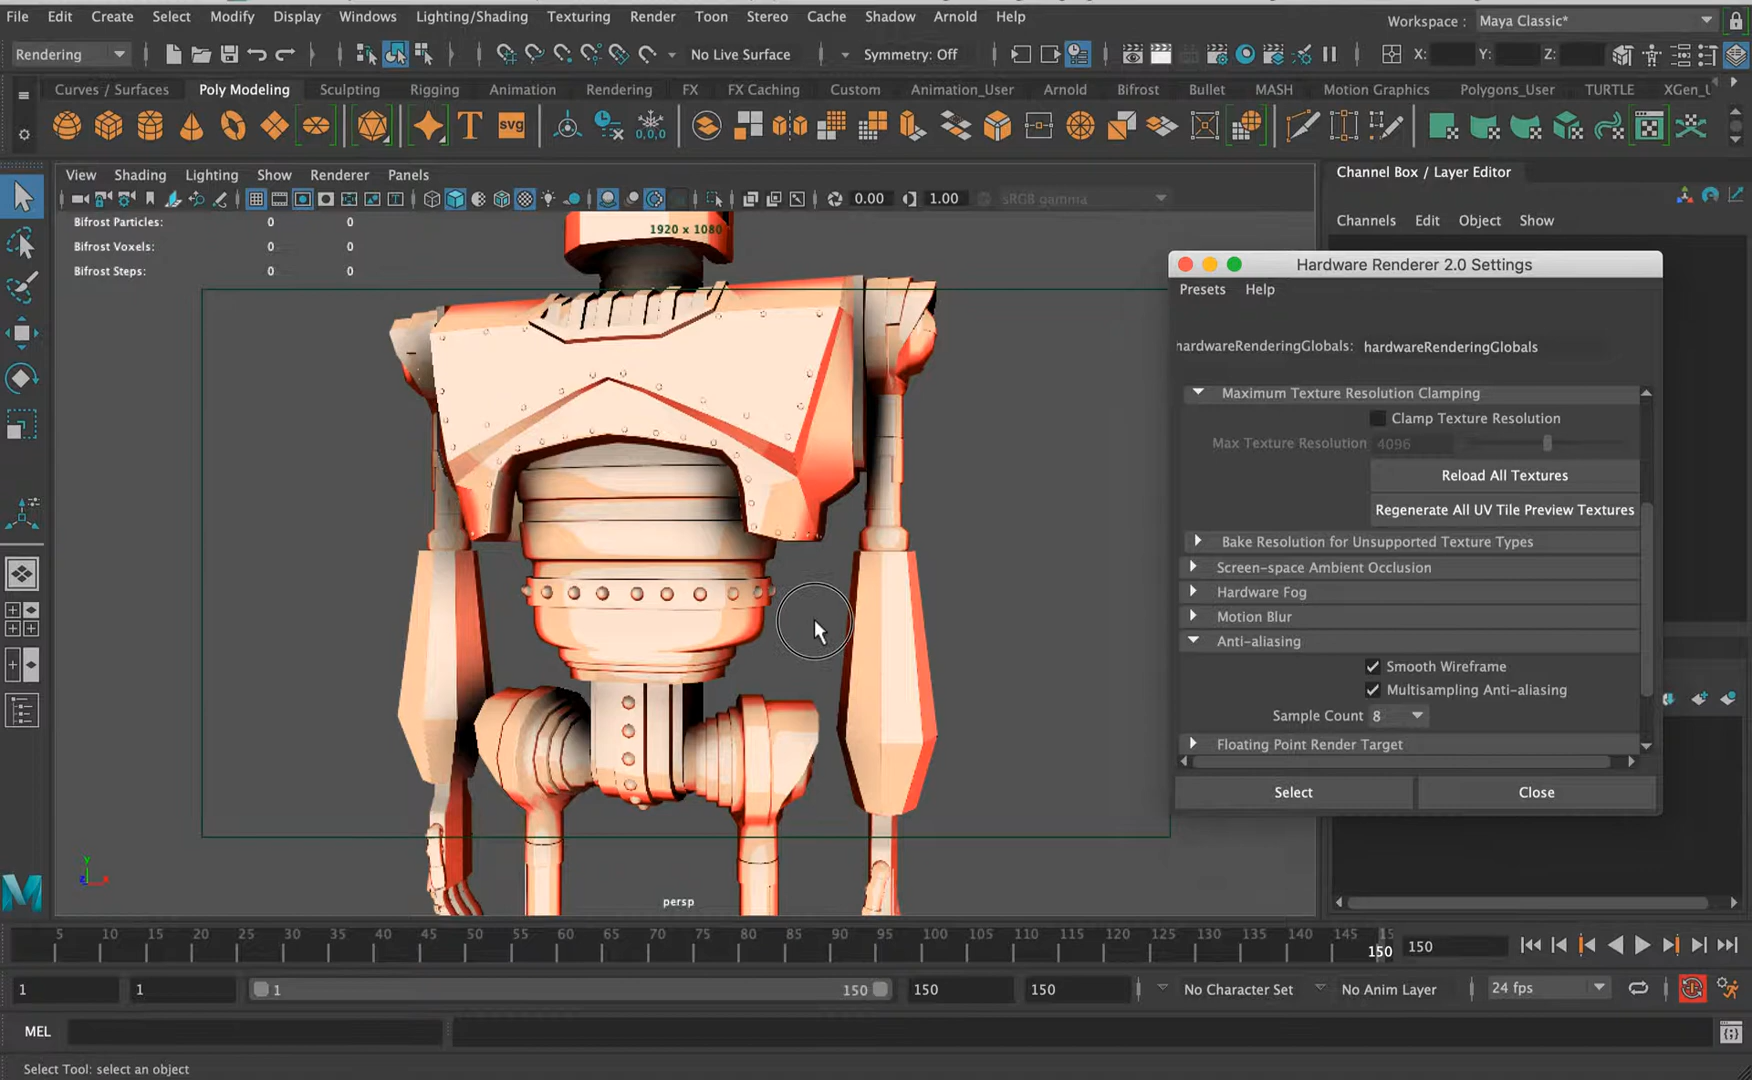 File Edit Create Select Modify Display Windows Lighting/Shading Texturing Render Toon Stereo Cache Shadow Arnold Help
Workspace : Maya Classic*
Rendering No Live Surface Symmetry: Off X: Y: Z:
Curves / Surfaces Poly Modeling Sculpting Rigging Animation Rendering FX FX Caching Custom Animation_User Arnold Bifrost Bullet MASH Motion Graphics Polygons_User TURTLE XGen_U
T svg 0,0,0
View Shading Lighting Show Renderer Panels
0.00 1.00 sRGB gamma
Bifrost Particles: 0 0
Bifrost Voxels: 0 0
Bifrost Steps: 0 0
1920 x 1080
persp
Channel Box / Layer Editor
Channels Edit Object Show
Hardware Renderer 2.0 Settings
Presets Help
hardwareRenderingGlobals: hardwareRenderingGlobals
Maximum Texture Resolution Clamping
Clamp Texture Resolution
Max Texture Resolution 4096
Reload All Textures
Regenerate All UV Tile Preview Textures
Bake Resolution for Unsupported Texture Types
Screen-space Ambient Occlusion
Hardware Fog
Motion Blur
Anti-aliasing
Smooth Wireframe
Multisampling Anti-aliasing
Sample Count 8
Floating Point Render Target
Select Close
5 10 15 20 25 30 35 40 45 50 55 60 65 70 75 80 85 90 95 100 105 110 115 120 125 130 135 140 145 15
150 150
1 1 1 150 150 150 No Character Set No Anim Layer 24 fps
MEL
Select Tool: select an object